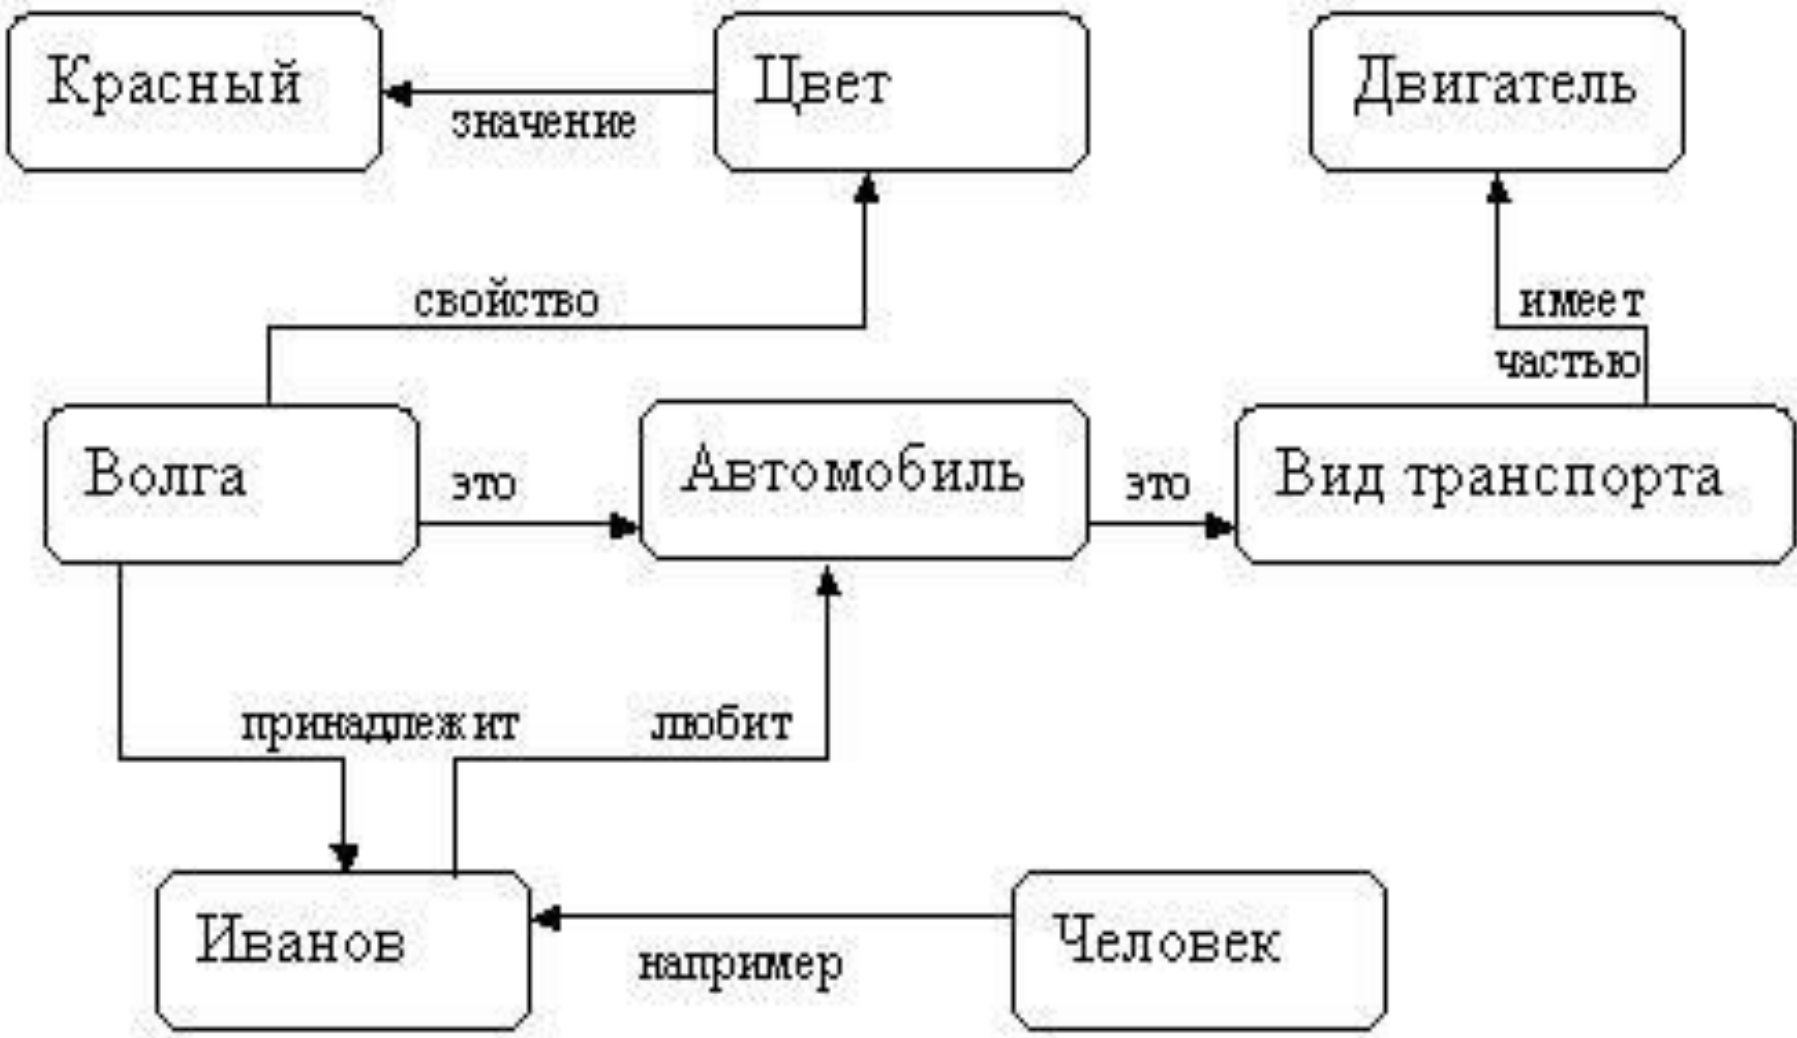 Красный
Цвет
Двигатель
значение
свойство
имеет
частью
Волга
это
Автомобиль
это
Вид транспорта
принадлежит
любит
Иванов
например
Человек